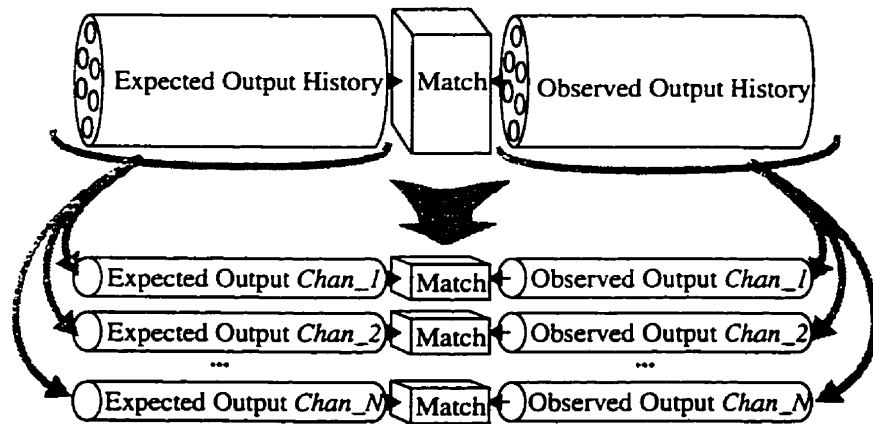 Expected Output History Match Observed Output History
Expected Output Chan_1 Match Observed Output Chan_1
Expected Output Chan_2 Match Observed Output Chan_2
... ...
Expected Output Chan_N Match Observed Output Chan_N